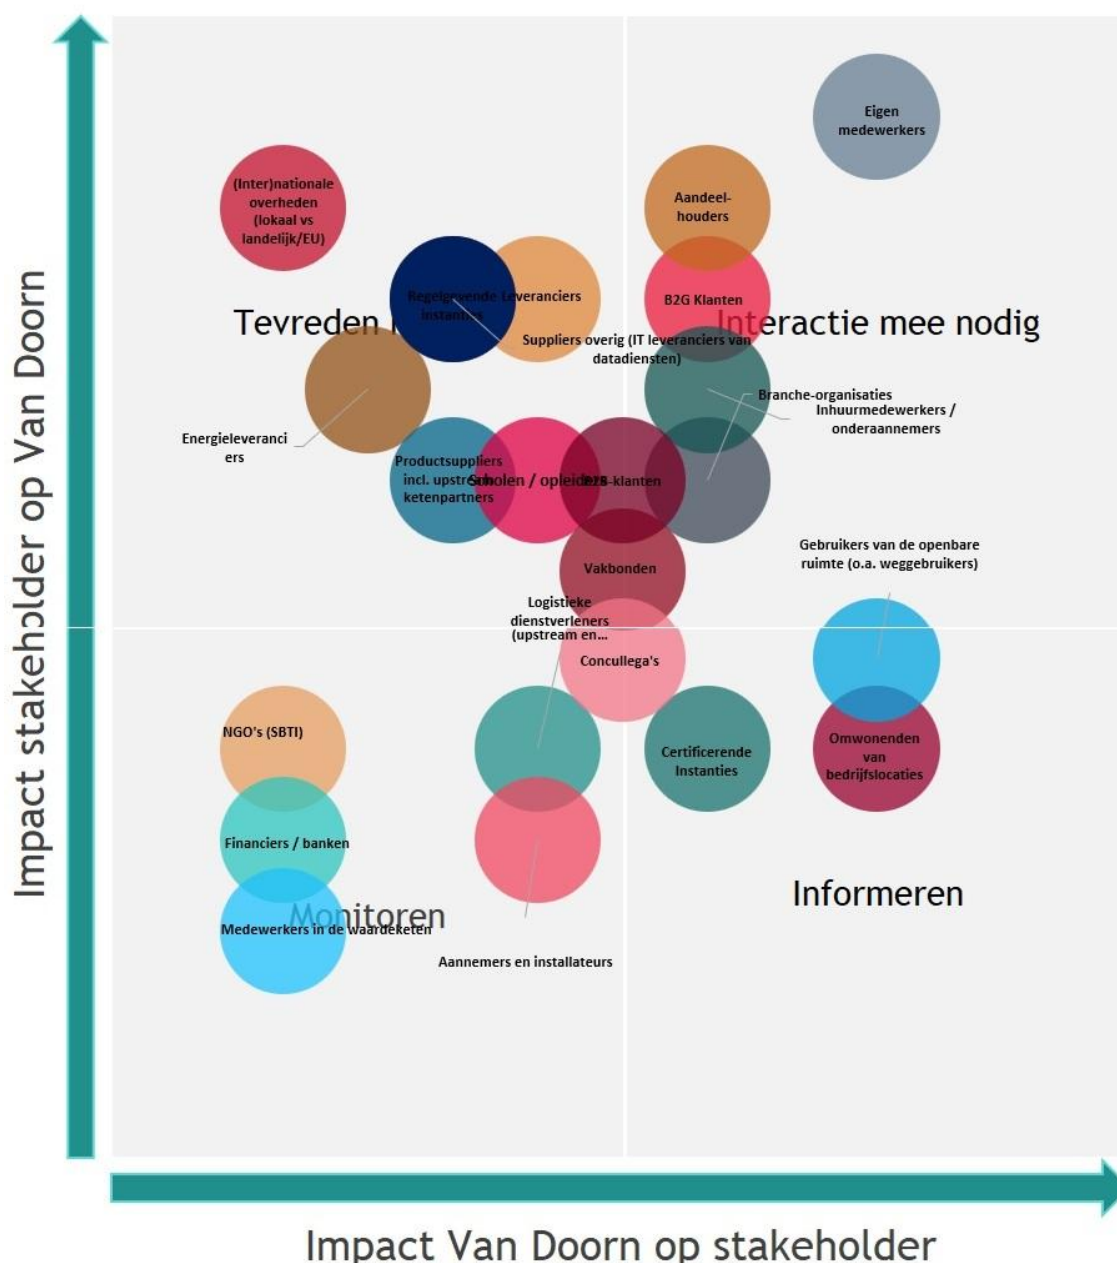 Eigen
medewerkers
(Inter)nationale
overheden
(lokaal vs
landelijk/EU)
Aandeel-
houders
Regelgevende
instanties
Leveranciers
B2G Klanten
Tevreden
Interactie mee nodig
Suppliers overig (IT leveranciers van
datadiensten)
Branche-organisaties
Inhuurmedewerkers /
onderaannemers
Energieleveranci
ers
Productsuppliers
incl. upstream
ketenpartners
Scholen / opleiders
-klanten
Gebruikers van de openbare
ruimte (o.a. weggebruikers)
Vakbonden
Logistieke
dienstverleners
(upstream en...
Concullega's
NGO's (SBTI)
Certificerende
Instanties
Omwonenden
van
bedrijfslocaties
Financiers / banken
Informeren
Monitoren
Medewerkers in de waardeketen
Aannemers en installateurs
Impact stakeholder op Van Doorn
Impact Van Doorn op stakeholder